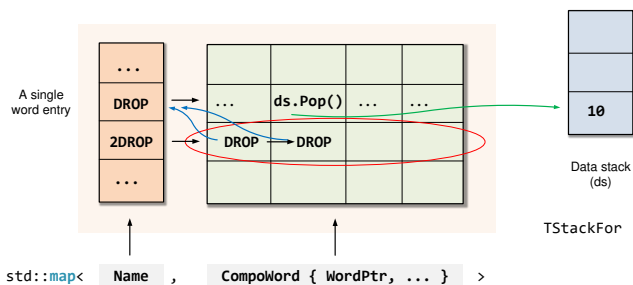 A single
word entry
...
DROP
2DROP
...
... ds.Pop() ... ...
DROP DROP
10
Data stack
(ds)
TStackFor
std::map< Name , CompoWord { WordPtr, ... } >